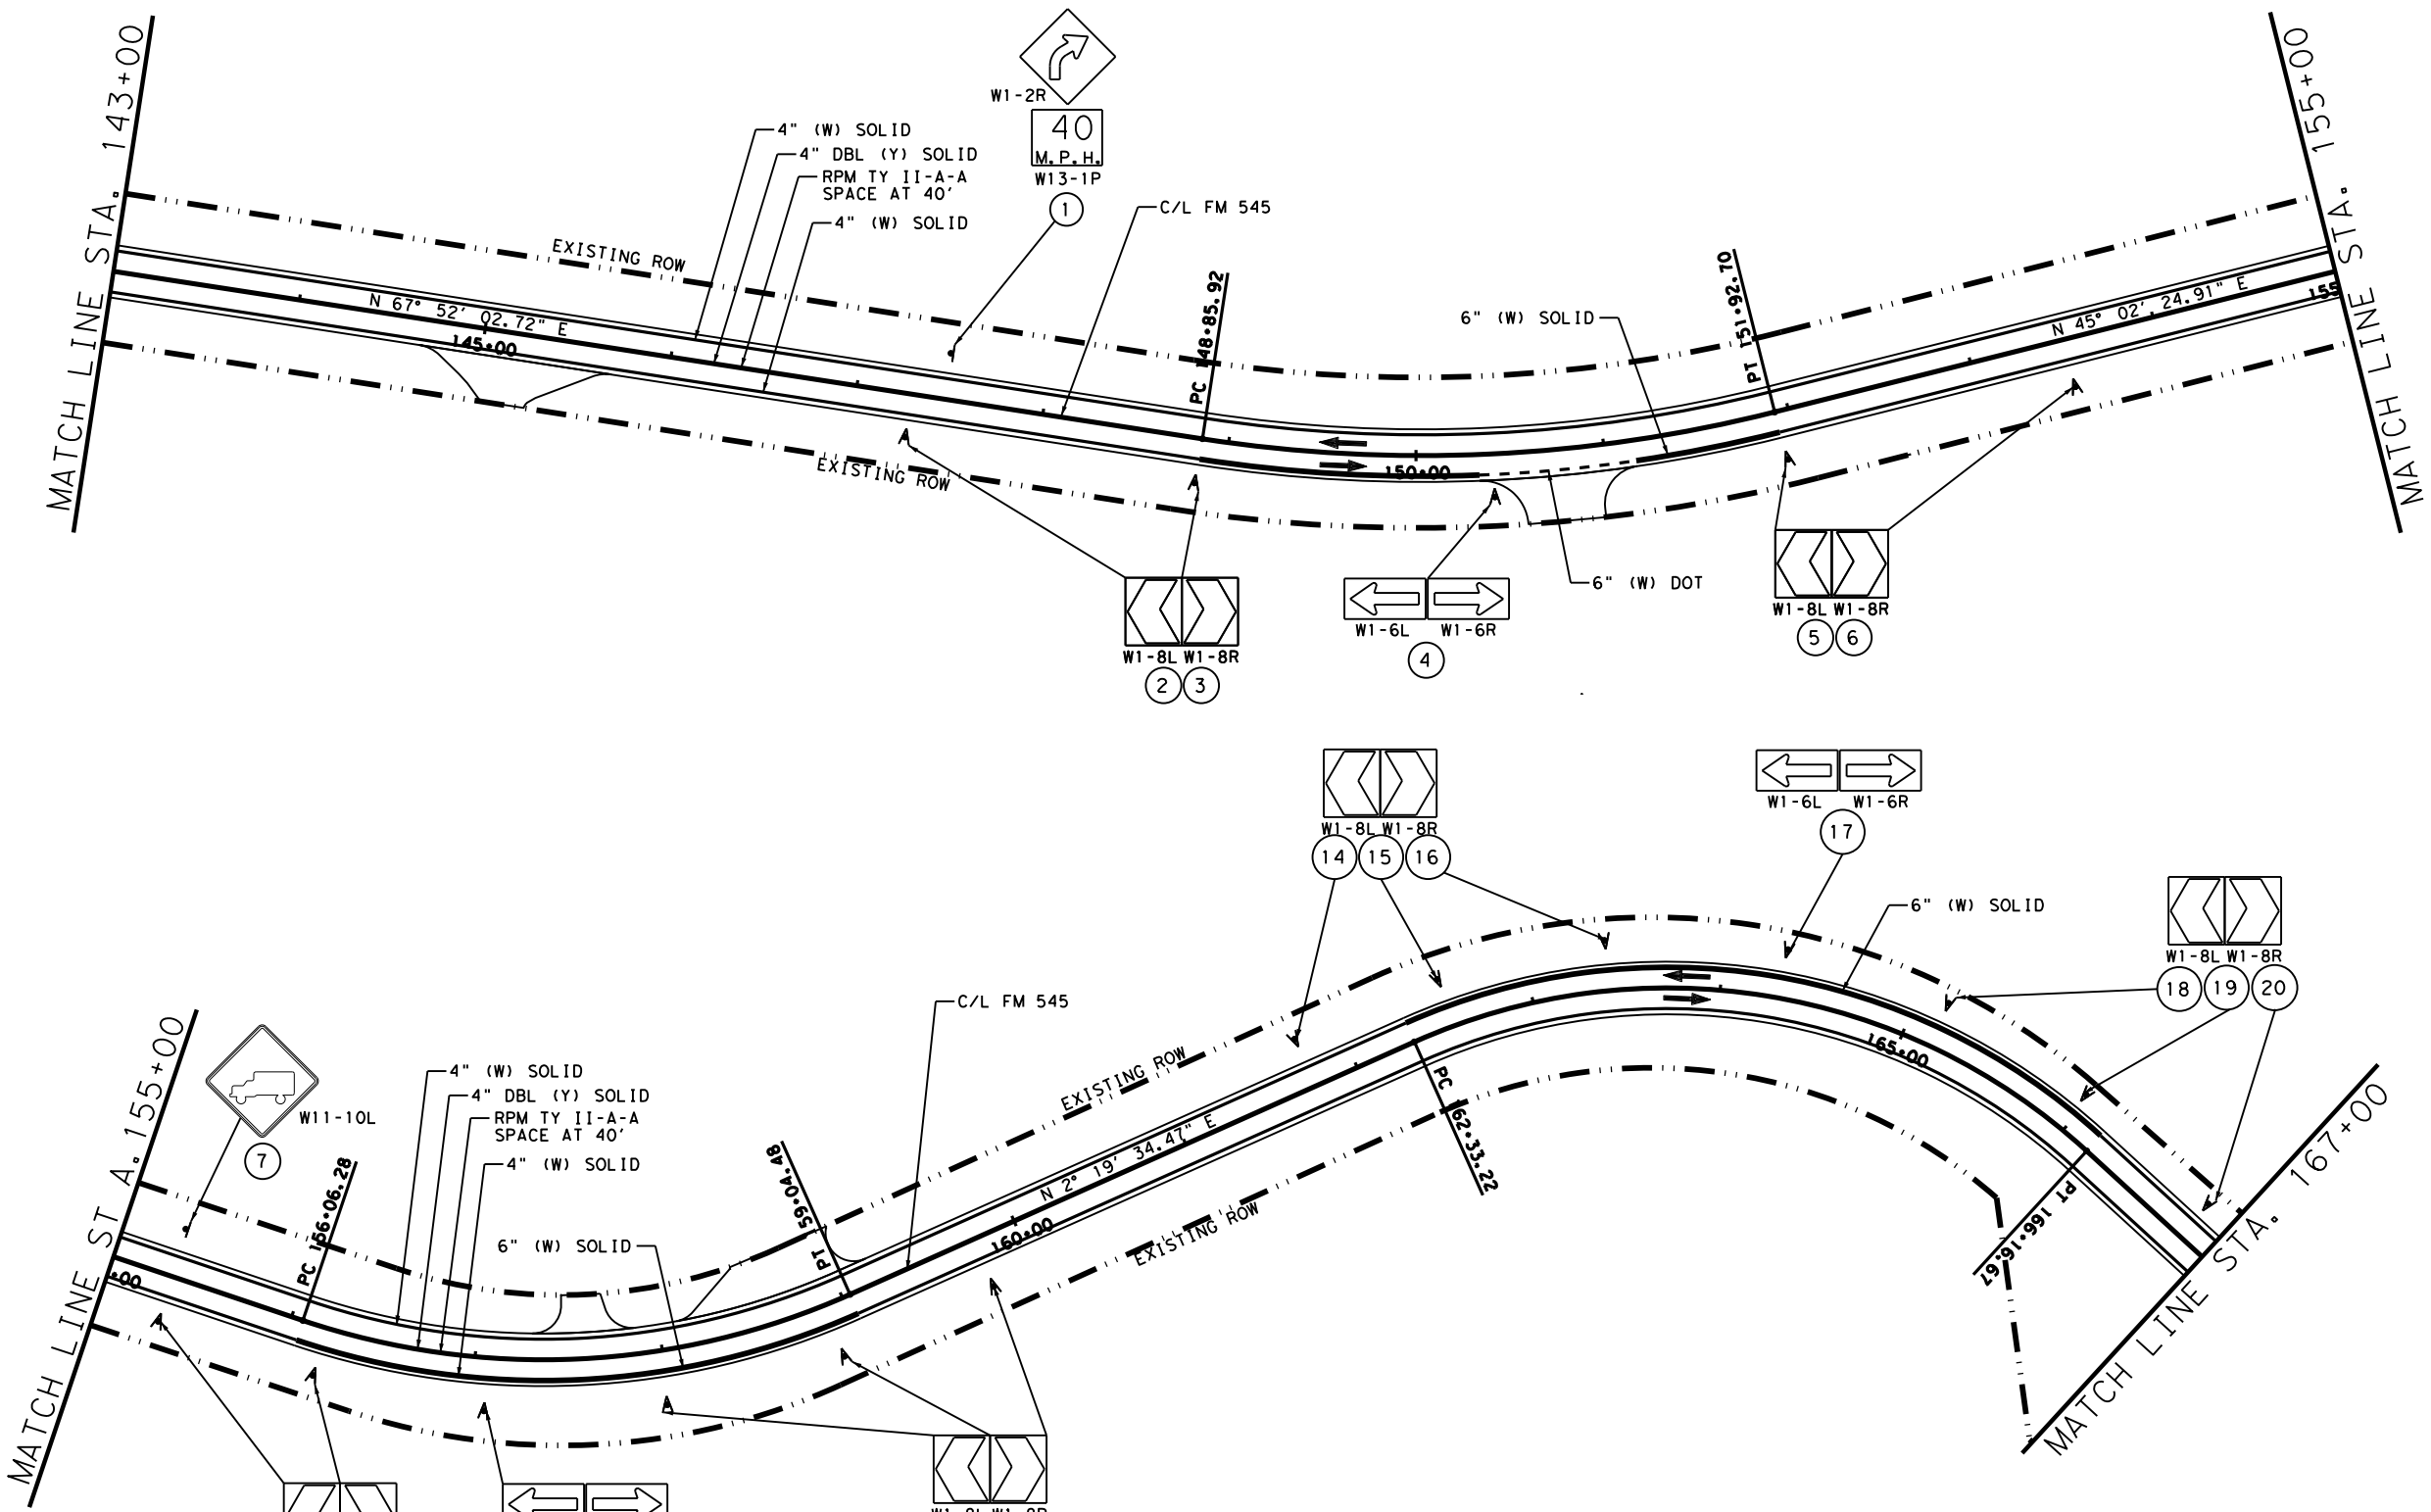 MATCH LINE STA. 143+00
W1-2R
40
M.P.H.
W13-1P
1
4" (W) SOLID
4" DBL (Y) SOLID
RPM TY II-A-A
SPACE AT 40'
4" (W) SOLID
C/L FM 545
EXISTING ROW
N 67° 52' 02.72" E
145+00
EXISTING ROW
PC 148+85.92
150+00
6" (W) SOLID
PT 151+92.70
N 45° 02' 24.91" E
155
MATCH LINE STA. 155+00
6" (W) DOT
W1-8L W1-8R
2 3
W1-6L W1-6R
4
W1-8L W1-8R
5 6
W1-8L W1-8R
14 15 16
W1-6L W1-6R
17
6" (W) SOLID
W1-8L W1-8R
18 19 20
MATCH LINE ST A. 155+00
W11-10L
7
+00
PC 156+06.28
4" (W) SOLID
4" DBL (Y) SOLID
RPM TY II-A-A
SPACE AT 40'
4" (W) SOLID
6" (W) SOLID
C/L FM 545
PT 159+04.48
EXISTING ROW
N 2° 19' 34.47" E
160+00
EXISTING ROW
PC 162+33.22
165+00
PT 166+16.67
MATCH LINE STA. 167+00